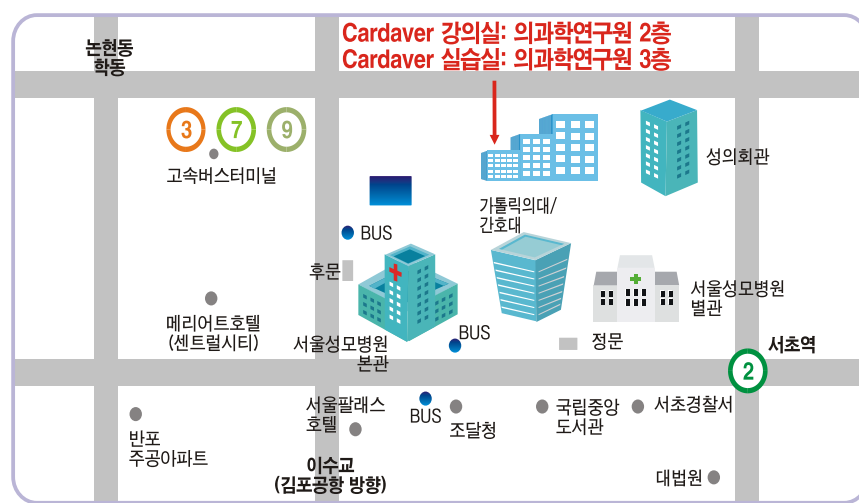 Cardaver 강의실: 의과학연구원 2층
Cardaver 실습실: 의과학연구원 3층
논현동
학동
3 7 9
고속버스터미널
성의회관
가톨릭의대/
간호대
BUS
후문
메리어트호텔
(센트럴시티)
서울성모병원
본관
BUS
정문
서울성모병원
별관
서초역
2
반포
주공아파트
서울팔래스
호텔
BUS
조달청
국립중앙
도서관
서초경찰서
이수교
(김포공항 방향)
대법원